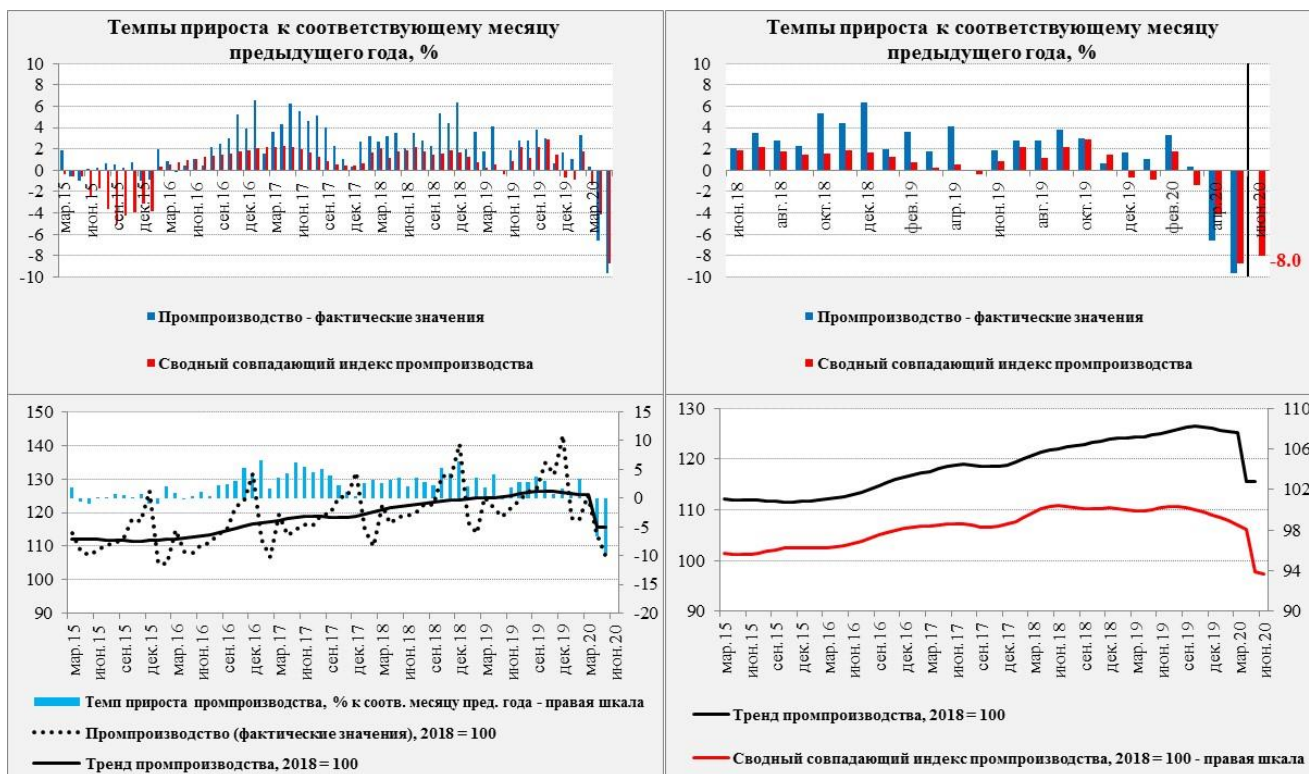 Темпы прироста к соответствующему месяцу
предыдущего года, %
10
8
6
4
2
0
-2
-4
-6
-8
-10
мар.15
июн.15
сен.15
дек.15
мар.16
июн.16
сен.16
дек.16
мар.17
июн.17
сен.17
дек.17
мар.18
июн.18
сен.18
дек.18
мар.19
июн.19
сен.19
дек.19
мар.20
июн.20
Промпроизводство - фактические значения
Сводный совпадающий индекс промпроизводства
Темпы прироста к соответствующему месяцу
предыдущего года, %
10
8
6
4
2
0
-2
-4
-6
-8
-10
июн.18
авг.18
окт.18
дек.18
фев.19
апр.19
июн.19
авг.19
окт.19
дек.19
фев.20
апр.20
июн.20
-8.0
Промпроизводство - фактические значения
Сводный совпадающий индекс промпроизводства
150
140
130
120
110
100
90
15
10
5
0
-5
-10
-15
-20
мар.15
июн.15
сен.15
дек.15
мар.16
июн.16
сен.16
дек.16
мар.17
июн.17
сен.17
дек.17
мар.18
июн.18
сен.18
дек.18
мар.19
июн.19
сен.19
дек.19
мар.20
июн.20
Темп прироста промпроизводства, % к соотв. месяцу пред. года - правая шкала
Промпроизводство (фактические значения), 2018 = 100
Тренд промпроизводства, 2018 = 100
130
120
110
100
90
110
106
102
98
94
90
мар.15
июн.15
сен.15
дек.15
мар.16
июн.16
сен.16
дек.16
мар.17
июн.17
сен.17
дек.17
мар.18
июн.18
сен.18
дек.18
мар.19
июн.19
сен.19
дек.19
мар.20
июн.20
Тренд промпроизводства, 2018 = 100
Сводный совпадающий индекс промпроизводства, 2018 = 100 - правая шкала